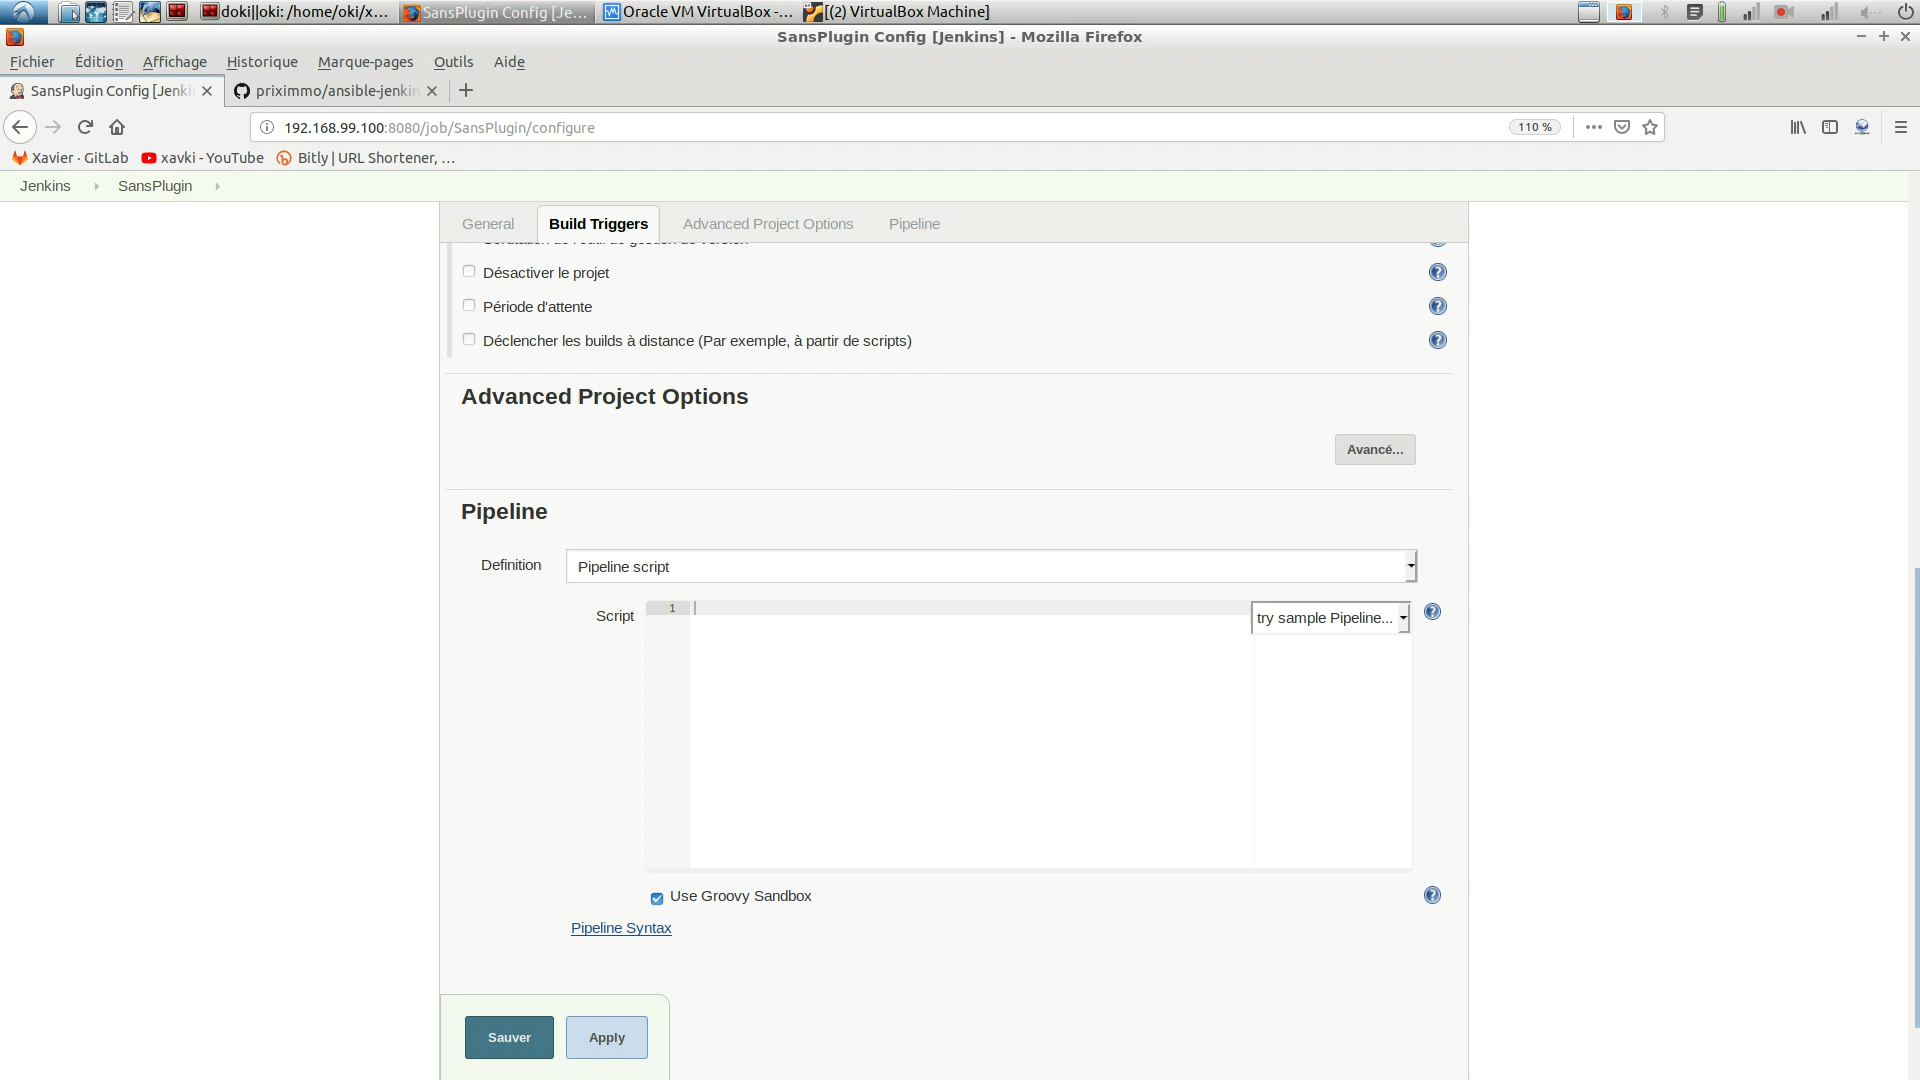 doki||oki: /home/oki/x...
SansPlugin Config [Je...
Oracle VM VirtualBox -...
[(2) VirtualBox Machine]
SansPlugin Config [Jenkins] - Mozilla Firefox
Fichier Édition Affichage Historique Marque-pages Outils Aide
SansPlugin Config [Jenki
priximmo/ansible-jenkin
192.168.99.100:8080/job/SansPlugin/configure
110 %
Xavier · GitLab
xavki - YouTube
Bitly | URL Shortener, ...
Jenkins
SansPlugin
General
Build Triggers
Advanced Project Options
Pipeline
Désactiver le projet
Période d'attente
Déclencher les builds à distance (Par exemple, à partir de scripts)
Advanced Project Options
Avancé...
Pipeline
Definition
Pipeline script
Script
1
try sample Pipeline...
Use Groovy Sandbox
Pipeline Syntax
Sauver
Apply